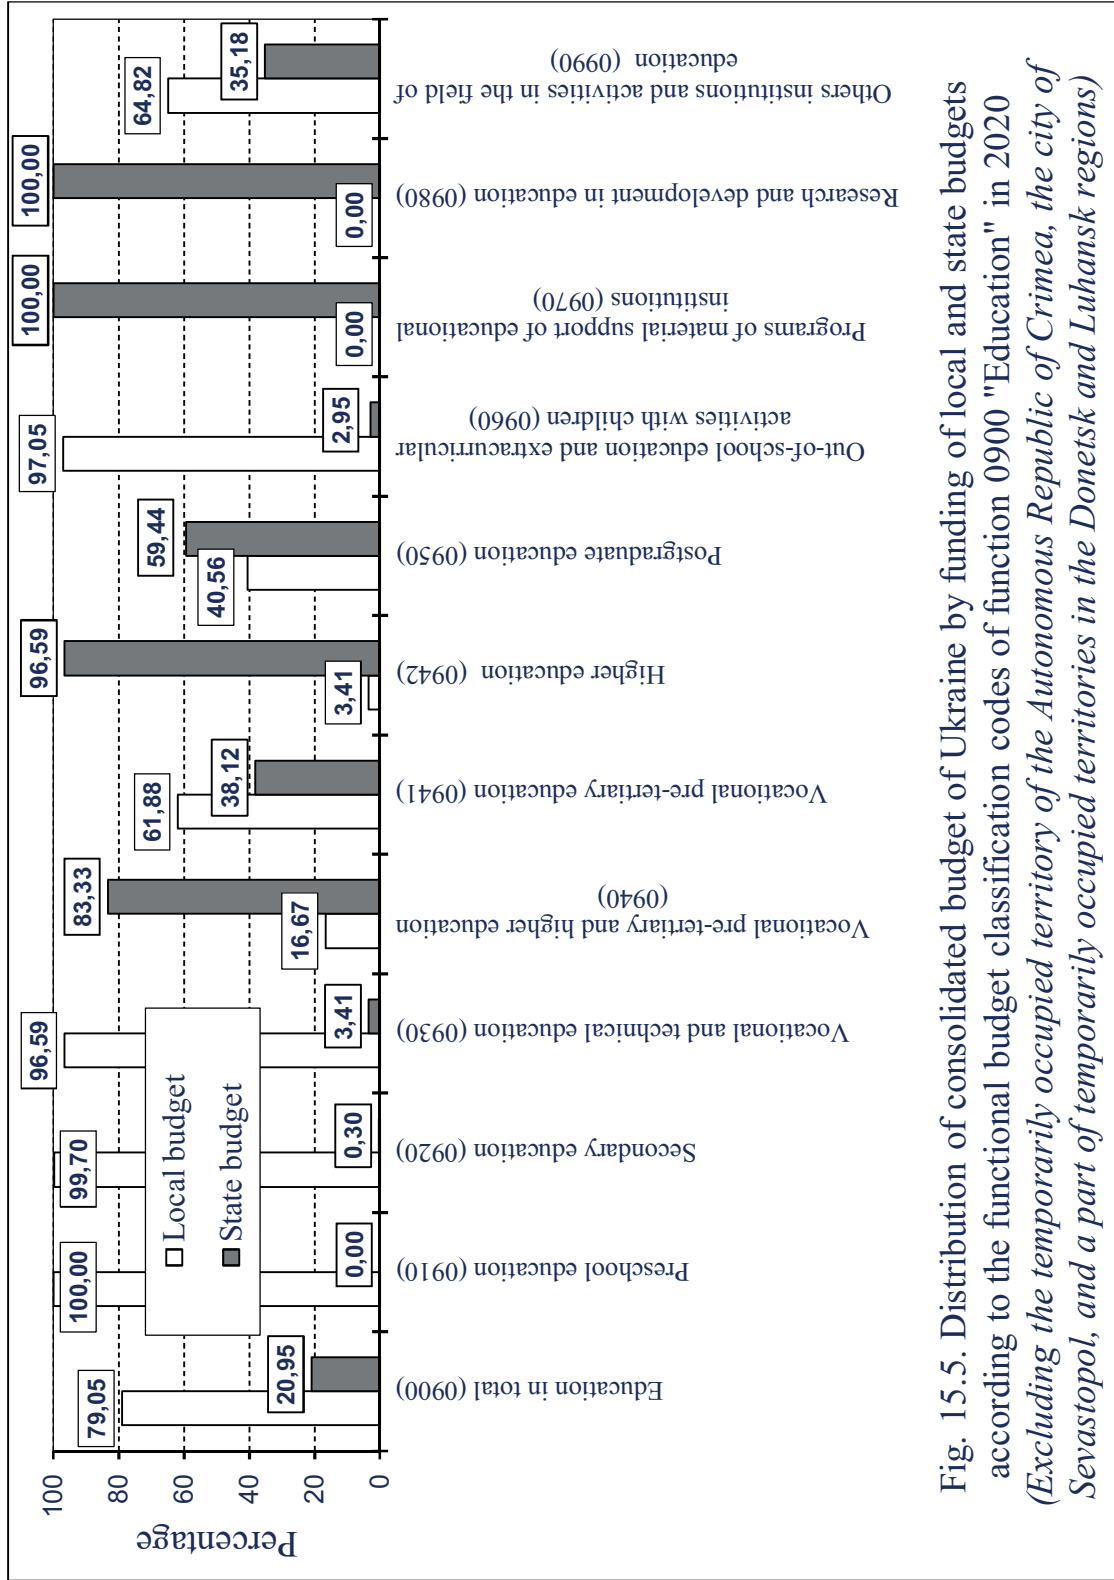 Percentage
100
80
60
40
20
0
79,05
20,95
100,00
0,00
99,70
0,30
96,59
3,41
83,33
16,67
61,88
38,12
96,59
3,41
59,44
40,56
97,05
2,95
100,00
0,00
100,00
0,00
64,82
35,18
Local budget
State budget
Education in total (0900)
Preschool education (0910)
Secondary education (0920)
Vocational and technical education (0930)
Vocational pre-tertiary and higher education
(0940)
Vocational pre-tertiary education (0941)
Higher education (0942)
Postgraduate education (0950)
Out-of-school education and extracurricular
activities with children (0960)
Programs of material support of educational
institutions (0970)
Research and development in education (0980)
Others institutions and activities in the field of
education (0990)
Fig. 15.5. Distribution of consolidated budget of Ukraine by funding of local and state budgets
according to the functional budget classification codes of function 0900 "Education" in 2020
(Excluding the temporarily occupied territory of the Autonomous Republic of Crimea, the city of
Sevastopol, and a part of temporarily occupied territories in the Donetsk and Luhansk regions)